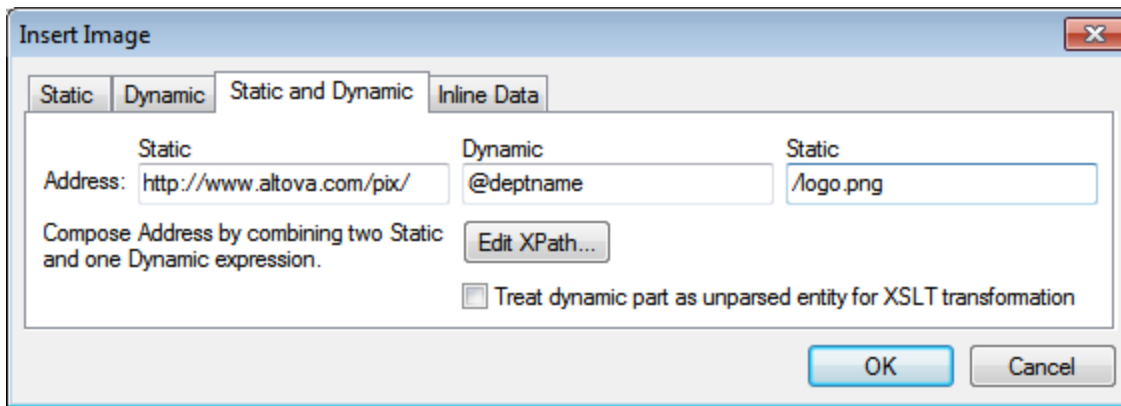 Insert Image
Static Dynamic Static and Dynamic Inline Data
Static Dynamic Static
Address: http://www.altova.com/pix/ @deptname /logo.png
Compose Address by combining two Static Edit XPath...
and one Dynamic expression.
Treat dynamic part as unparsed entity for XSLT transformation
OK Cancel